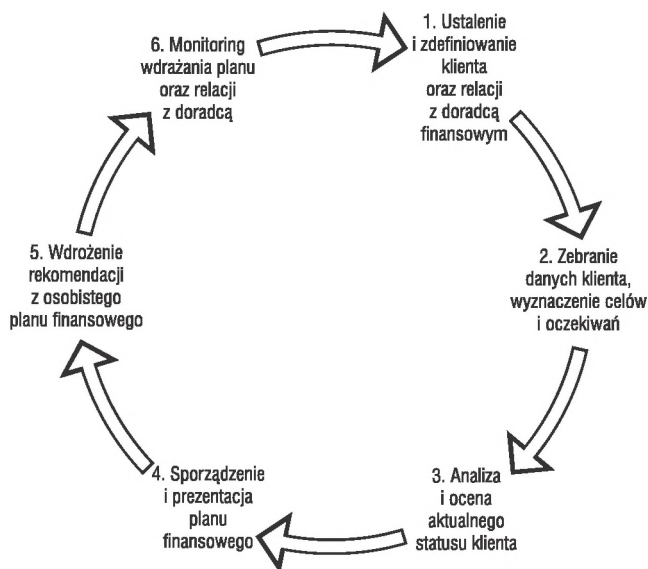 1. Ustalenie
i zdefiniowanie
klienta
oraz relacji
z doradcą
finansowym
2. Zebranie
danych klienta,
wyznaczenie celów
i oczekiwań
3. Analiza
i ocena
aktualnego
statusu klienta
4. Sporządzenie
i prezentacja
planu
finansowego
5. Wdrożenie
rekomendacji
z osobistego
planu finansowego
6. Monitoring
wdrażania planu
oraz relacji
z doradcą